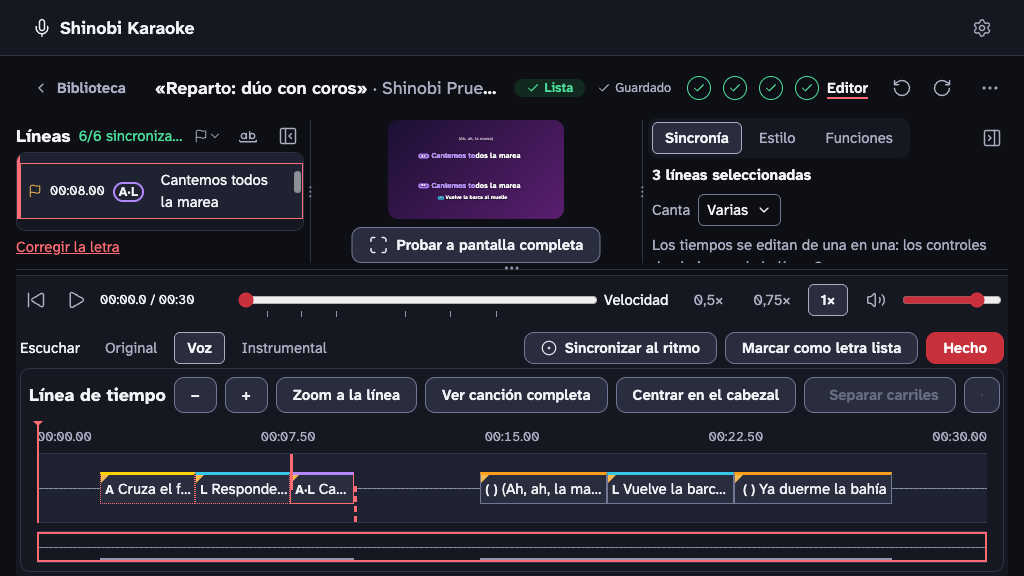 Shinobi Karaoke
Biblioteca
«Reparto: dúo con coros» · Shinobi Prue...
Lista
Guardado
Editor
Líneas 6/6 sincroniza...
ab
00:08.00 A·L Cantemos todos
la marea
Corregir la letra
(Ah, ah, la marea)
Cantemos todos la marea
Cantemos todos la marea
Vuelve la barca al muelle
Probar a pantalla completa
Sincronía Estilo Funciones
3 líneas seleccionadas
Canta Varias
Los tiempos se editan de una en una: los controles
00:00.0 / 00:30
Velocidad 0,5× 0,75× 1×
Escuchar Original Voz Instrumental
Sincronizar al ritmo
Marcar como letra lista
Hecho
Línea de tiempo − + Zoom a la línea Ver canción completa Centrar en el cabezal Separar carriles
00:00.00 00:07.50 00:15.00 00:22.50 00:30.00
A Cruza el f... L Responde... A·L Ca... ( ) (Ah, ah, la ma... L Vuelve la barc... ( ) Ya duerme la bahía